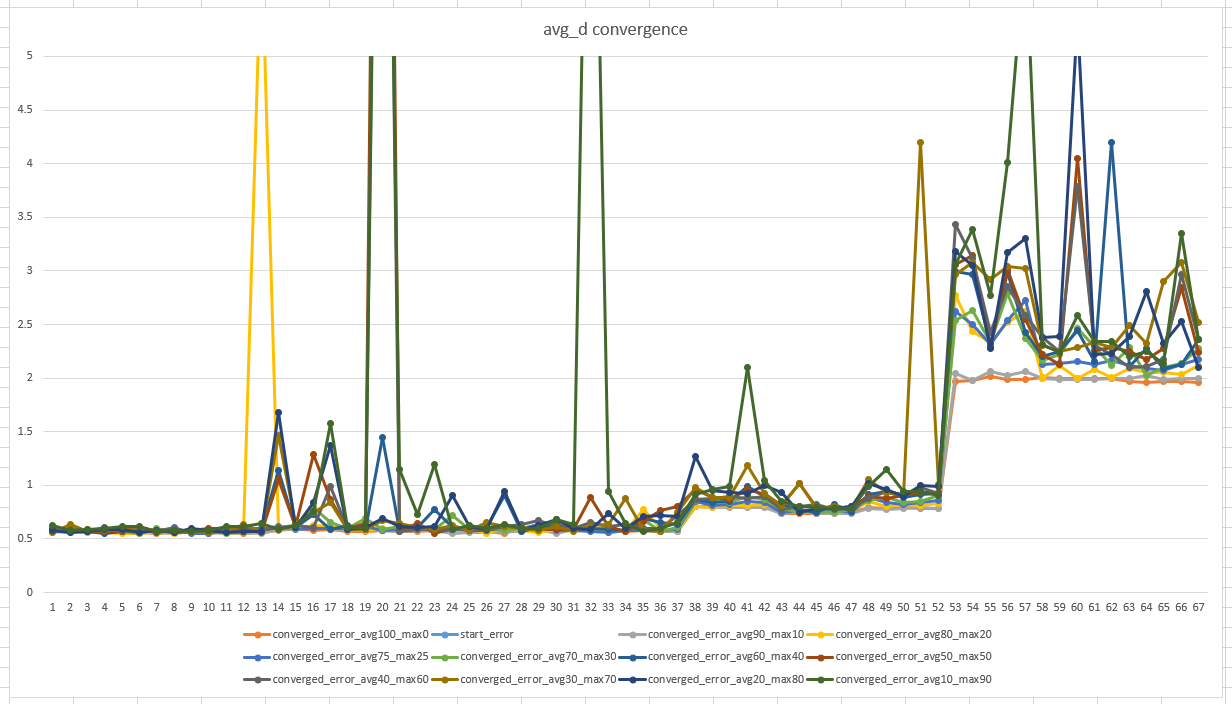 avg_d convergence
5
4.5
4
3.5
3
2.5
2
1.5
1
0.5
0
1 2 3 4 5 6 7 8 9 10 11 12 13 14 15 16 17 18 19 20 21 22 23 24 25 26 27 28 29 30 31 32 33 34 35 36 37 38 39 40 41 42 43 44 45 46 47 48 49 50 51 52 53 54 55 56 57 58 59 60 61 62 63 64 65 66 67
converged_error_avg100_max0 start_error converged_error_avg90_max10 converged_error_avg80_max20
converged_error_avg75_max25 converged_error_avg70_max30 converged_error_avg60_max40 converged_error_avg50_max50
converged_error_avg40_max60 converged_error_avg30_max70 converged_error_avg20_max80 converged_error_avg10_max90